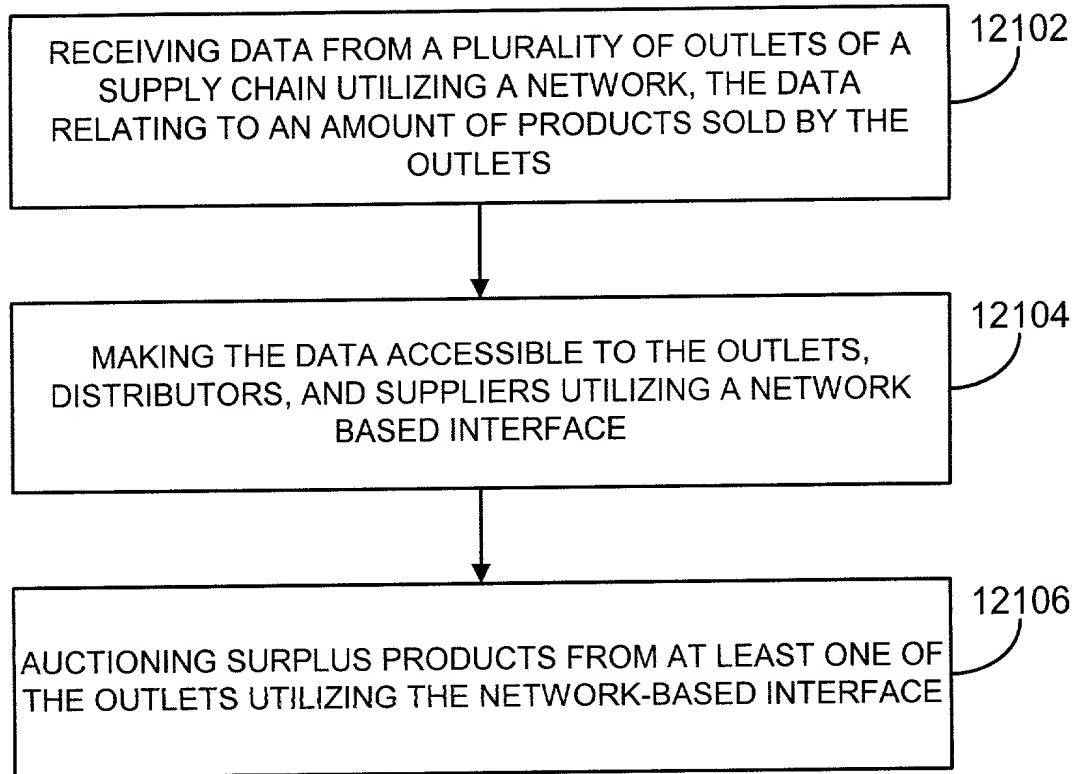 12102
RECEIVING DATA FROM A PLURALITY OF OUTLETS OF A
SUPPLY CHAIN UTILIZING A NETWORK, THE DATA
RELATING TO AN AMOUNT OF PRODUCTS SOLD BY THE
OUTLETS
12104
MAKING THE DATA ACCESSIBLE TO THE OUTLETS,
DISTRIBUTORS, AND SUPPLIERS UTILIZING A NETWORK
BASED INTERFACE
12106
AUCTIONING SURPLUS PRODUCTS FROM AT LEAST ONE OF
THE OUTLETS UTILIZING THE NETWORK-BASED INTERFACE